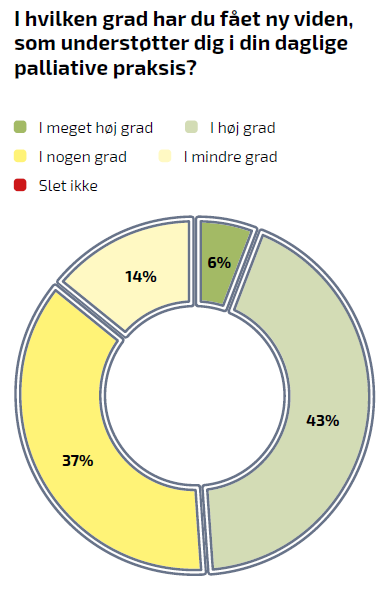 I hvilken grad har du fået ny viden,
som understøtter dig i din daglige
palliative praksis?
I meget høj grad
I høj grad
I nogen grad
I mindre grad
Slet ikke
14%
6%
43%
37%